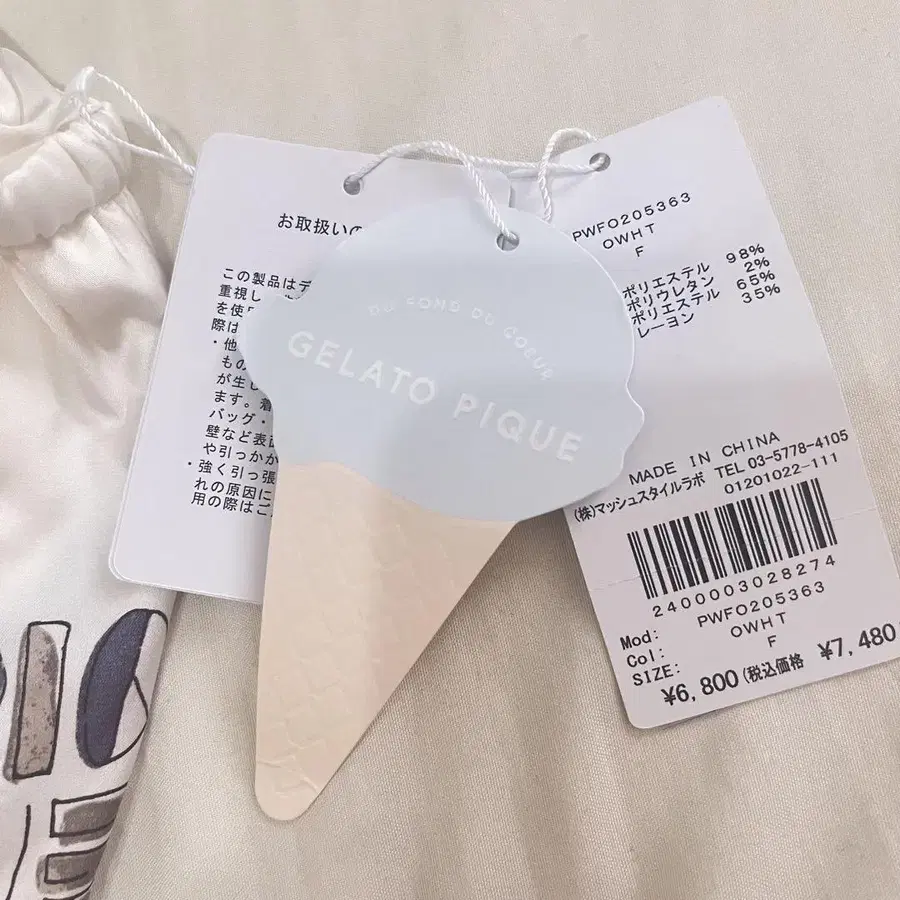 お取扱いの
この製品はデ
重視し
を使用
際は
・他
もの
が生じ
ます。着
バッグ・
壁など表面
や引っかか
・強く引っ張
れの原因に
用の際はご
DU FOND DU COEUR
GELATO PIQUE
PWFO205363
OWHT
F
ポリエステル 98%
ポリウレタン 2%
ポリエステル 65%
レーヨン 35%
MADE IN CHINA
(株)マッシュスタイルラボ TEL 03-5778-4105
01201022-111
2400003028274
Mod: PWFO205363
Col: OWHT
SIZE: F
¥6,800(税込価格 ¥7,480